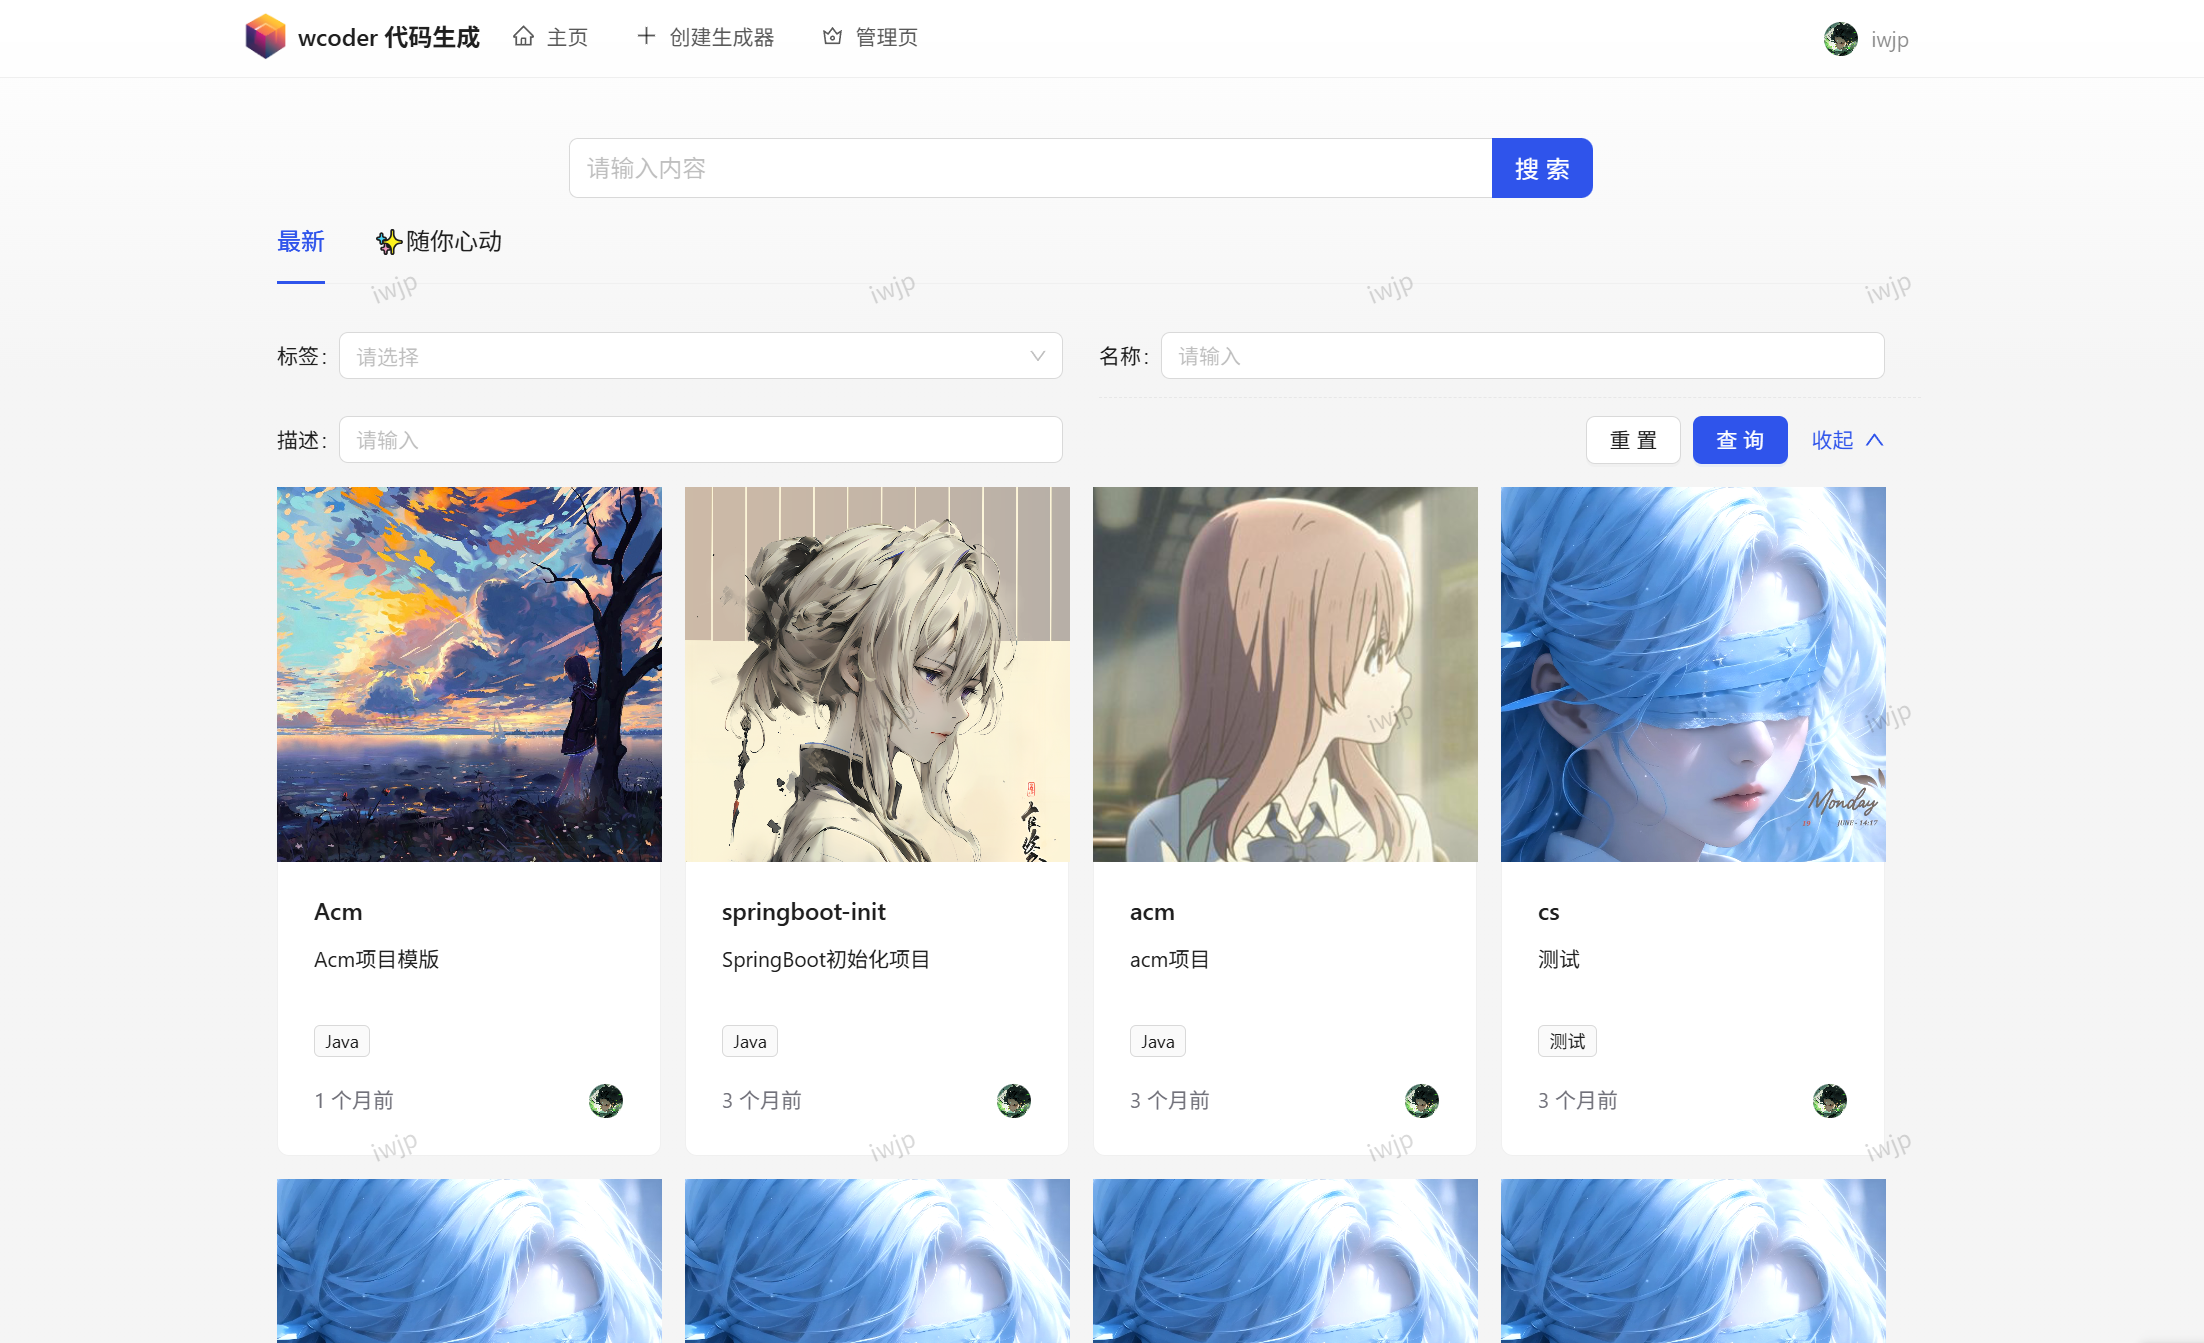 wcoder 代码生成
主页
创建生成器
管理页
iwjp
请输入内容
搜 索
最新
✨随你心动
iwjp iwjp iwjp iwjp
标签:
请选择
名称:
请输入
描述:
请输入
重 置
查 询
收起
iwjp iwjp
Monday
19 JUNE- 14:17
Acm
Acm项目模版
Java
1 个月前
springboot-init
SpringBoot初始化项目
Java
3 个月前
acm
acm项目
Java
3 个月前
cs
测试
测试
3 个月前
iwjp iwjp iwjp iwjp